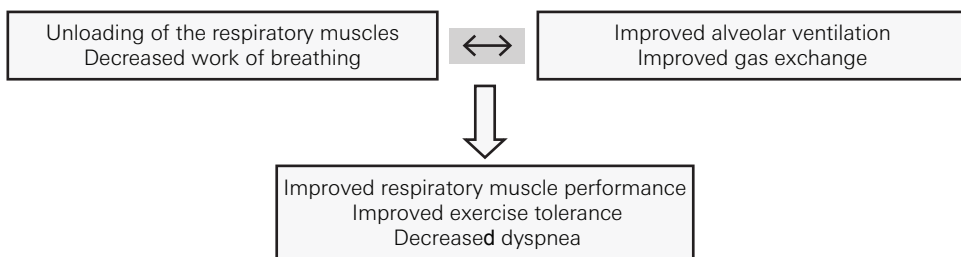 Unloading of the respiratory muscles
Decreased work of breathing
Improved alveolar ventilation
Improved gas exchange
Improved respiratory muscle performance
Improved exercise tolerance
Decreased dyspnea